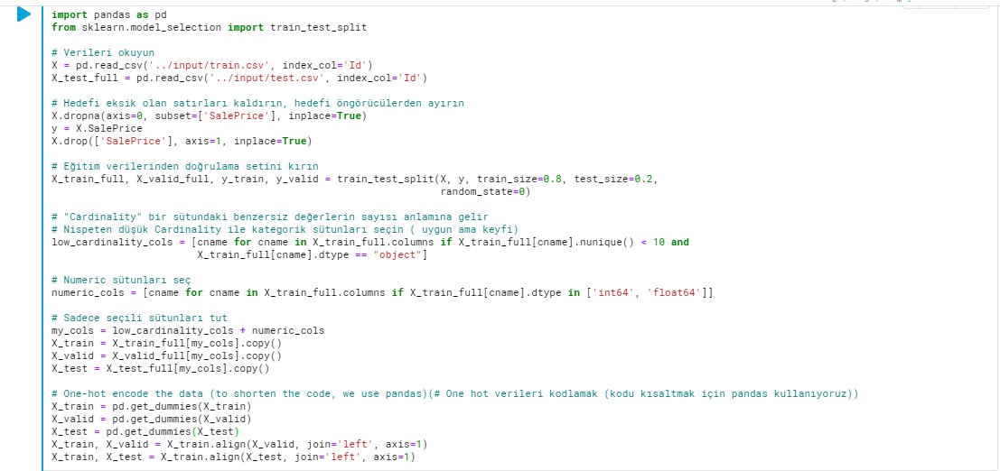 import pandas as pd
from sklearn.model_selection import train_test_split
# Verileri okuyun
X = pd.read_csv('../input/train.csv', index_col='Id')
X_test_full = pd.read_csv('../input/test.csv', index_col='Id')
# Hedefi eksik olan satırları kaldırın, hedefi öngörücülerden ayırın
X.dropna(axis=0, subset=['SalePrice'], inplace=True)
y = X.SalePrice
X.drop(['SalePrice'], axis=1, inplace=True)
# Eğitim verilerinden doğrulama setini kırın
X_train_full, X_valid_full, y_train, y_valid = train_test_split(X, y, train_size=0.8, test_size=0.2,
random_state=0)
# "Cardinality" bir sütundaki benzersiz değerlerin sayısı anlamına gelir
# Nispeten düşük Cardinality ile kategorik sütunları seçin ( uygun ama keyfi)
low_cardinality_cols = [cname for cname in X_train_full.columns if X_train_full[cname].nunique() < 10 and
X_train_full[cname].dtype == "object"]
# Numeric sütunları seç
numeric_cols = [cname for cname in X_train_full.columns if X_train_full[cname].dtype in ['int64', 'float64']]
# Sadece seçili sütunları tut
my_cols = low_cardinality_cols + numeric_cols
X_train = X_train_full[my_cols].copy()
X_valid = X_valid_full[my_cols].copy()
X_test = X_test_full[my_cols].copy()
# One-hot encode the data (to shorten the code, we use pandas)(# One hot verileri kodlamak (kodu kısaltmak için pandas kullanıyoruz))
X_train = pd.get_dummies(X_train)
X_valid = pd.get_dummies(X_valid)
X_test = pd.get_dummies(X_test)
X_train, X_valid = X_train.align(X_valid, join='left', axis=1)
X_train, X_test = X_train.align(X_test, join='left', axis=1)